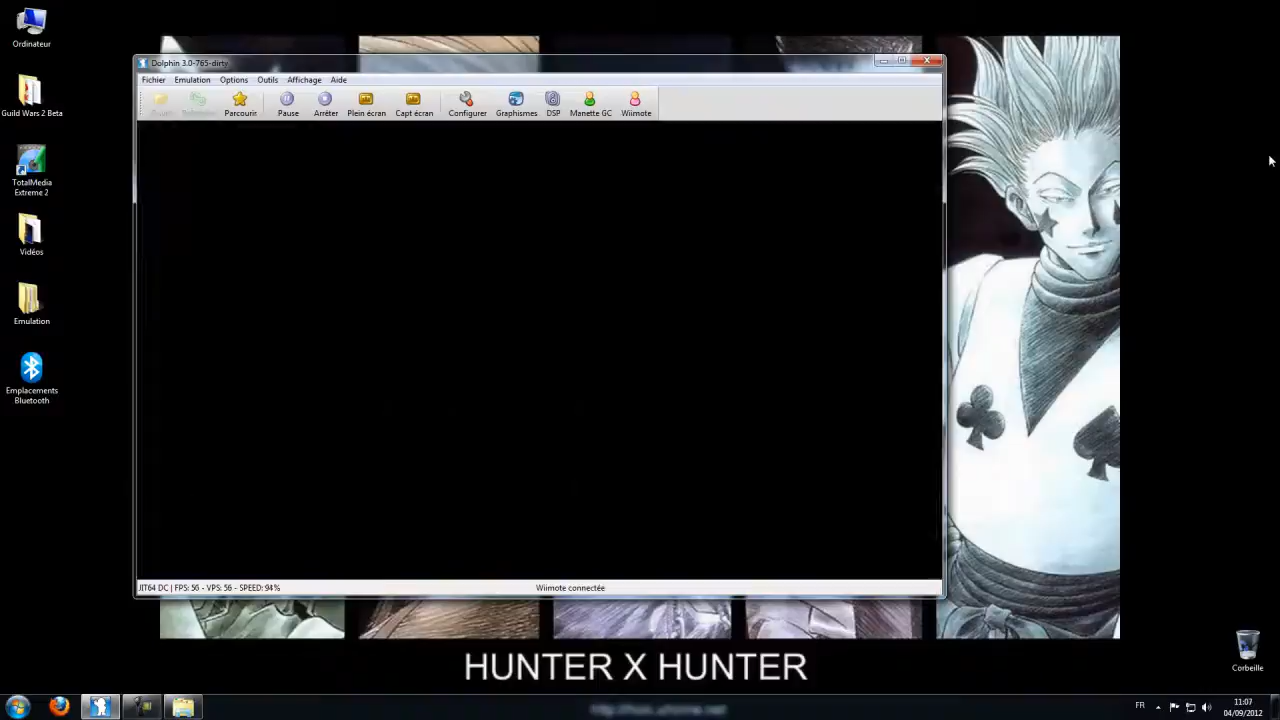 Ordinateur
Guild Wars 2 Beta
TotalMedia
Extreme 2
Vidéos
Emulation
Emplacements
Bluetooth
Dolphin 3.0-765-dirty
Fichier Emulation Options Outils Affichage Aide
Parcourir Pause Arrêter Plein écran Capt écran Configurer Graphismes DSP Manette GC Wiimote
JIT64 DC | FPS: 56 - VPS: 56 - SPEED: 94%
Wiimote connectée
HUNTER X HUNTER
Corbeille
FR
11:07
04/09/2012